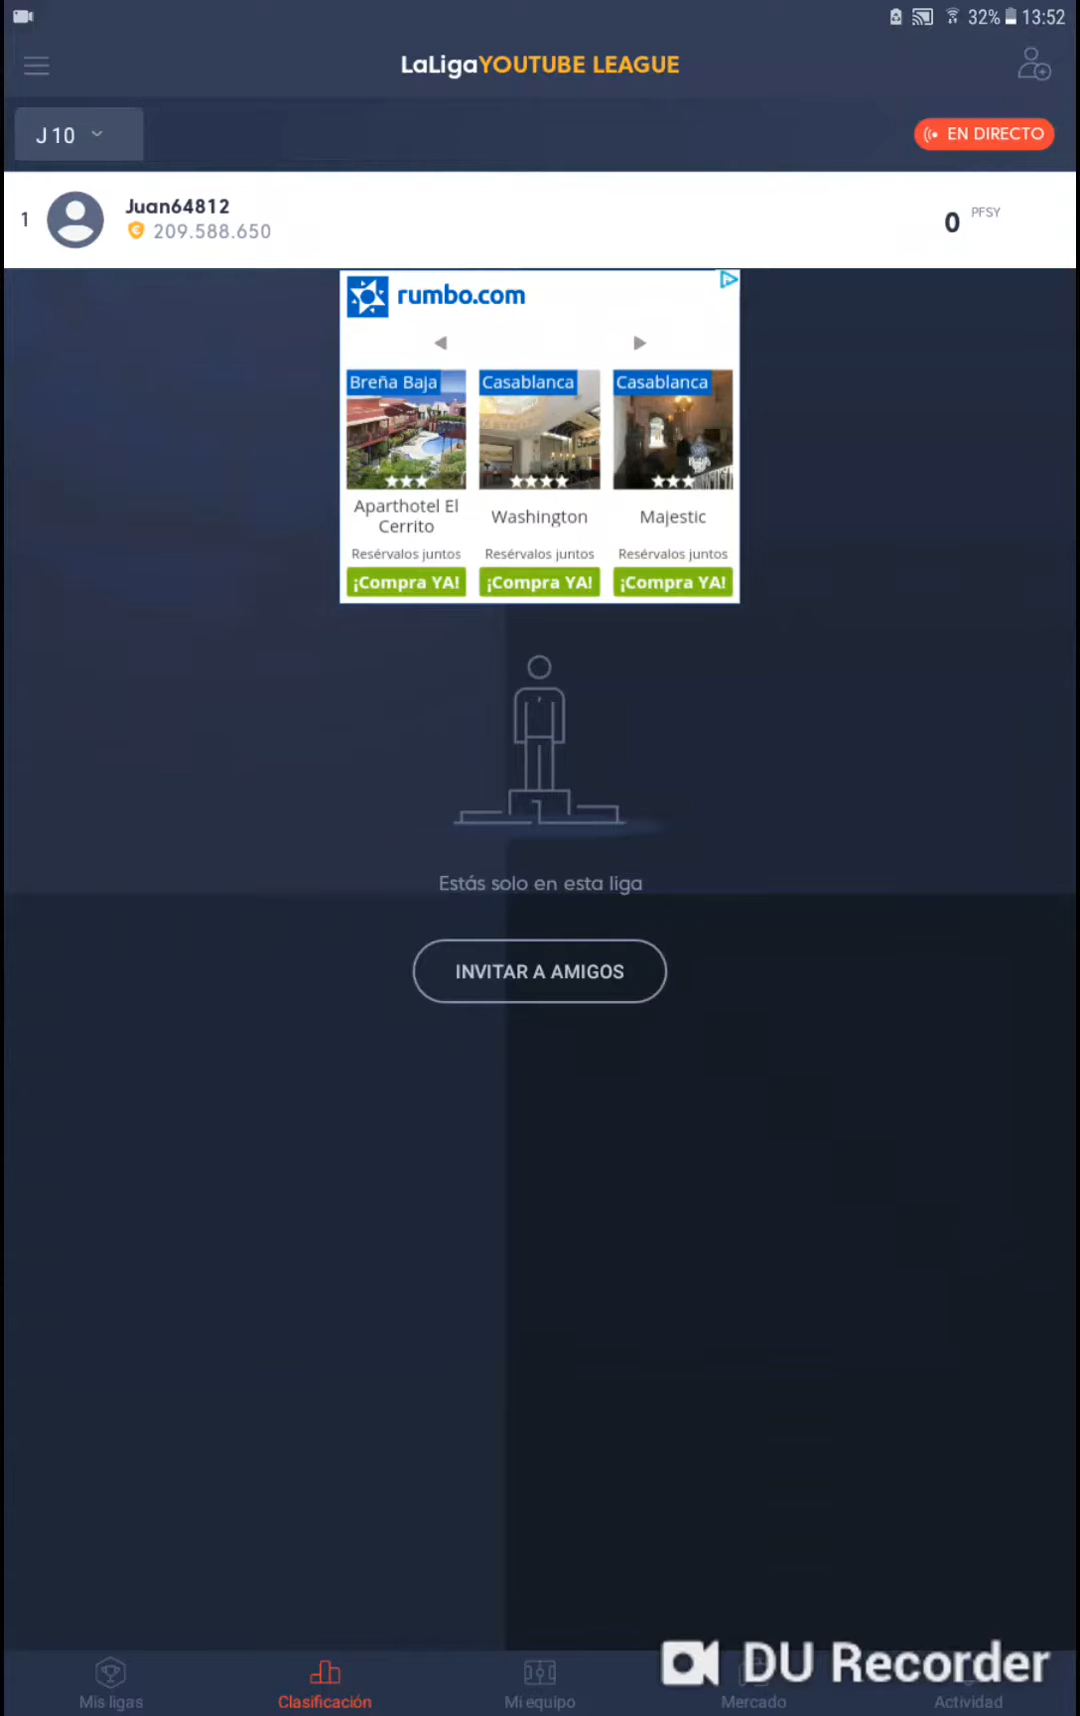 32% 13:52
LaLigaYOUTUBE LEAGUE
J10
EN DIRECTO
1
Juan64812
209.588.650
0 PFSY
rumbo.com
Breña Baja
Casablanca
Casablanca
Aparthotel El
Cerrito
Washington
Majestic
Resérvalos juntos
Resérvalos juntos
Resérvalos juntos
¡Compra YA!
¡Compra YA!
¡Compra YA!
1
Estás solo en esta liga
INVITAR A AMIGOS
DU Recorder
Mis ligas
Clasificación
Mi equipo
Mercado
Actividad